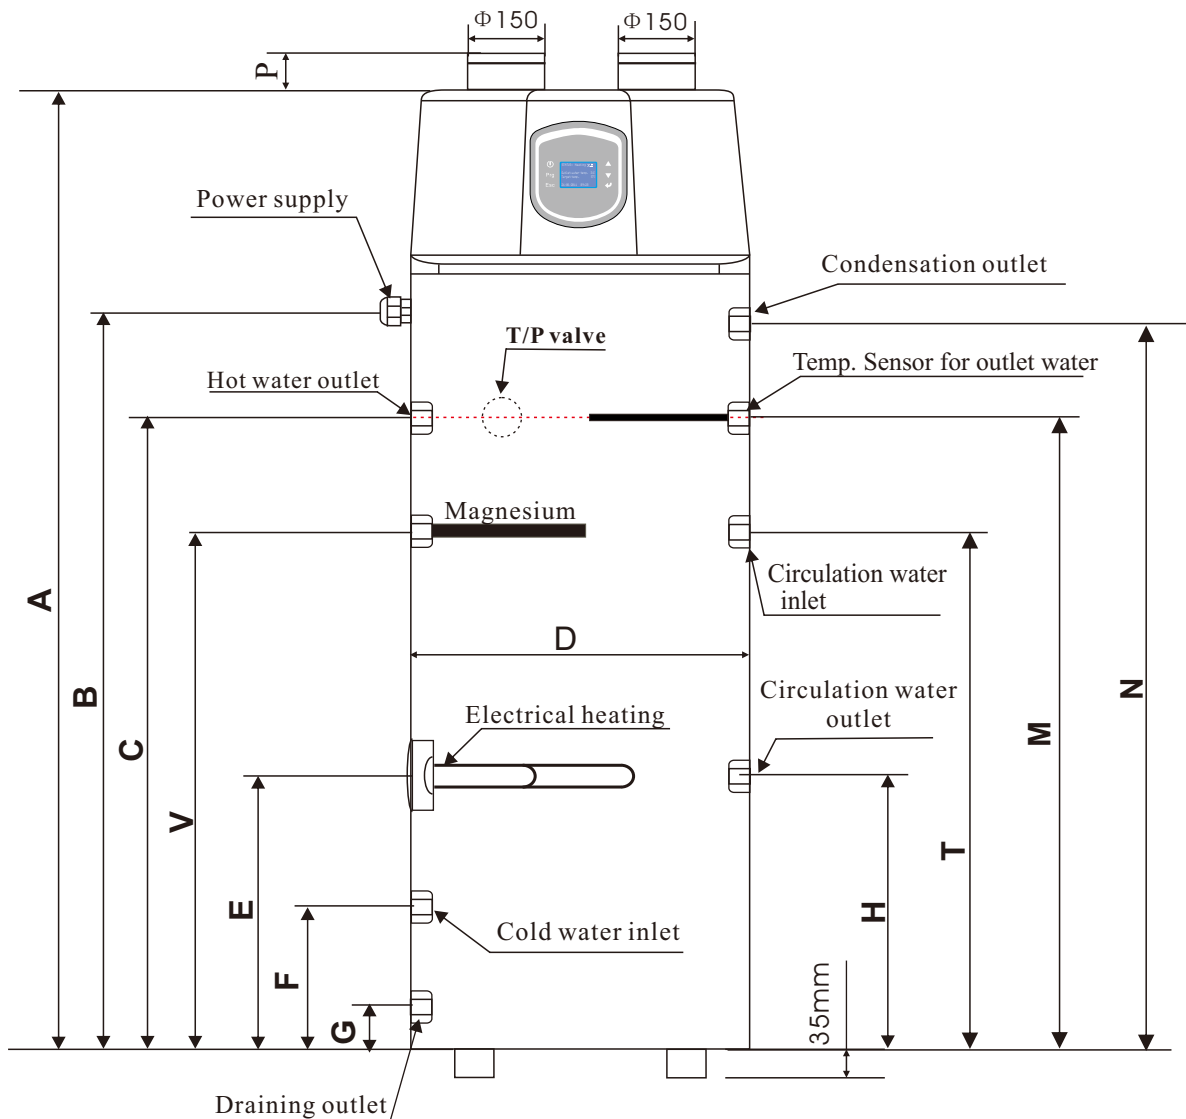 Φ150
Φ150
P
Power supply
Condensation outlet
T/P valve
Hot water outlet
Temp. Sensor for outlet water
Magnesium
Circulation water
inlet
A
D
B
N
Circulation water
outlet
Electrical heating
C
M
V
T
E
H
Cold water inlet
F
G
35mm
Draining outlet